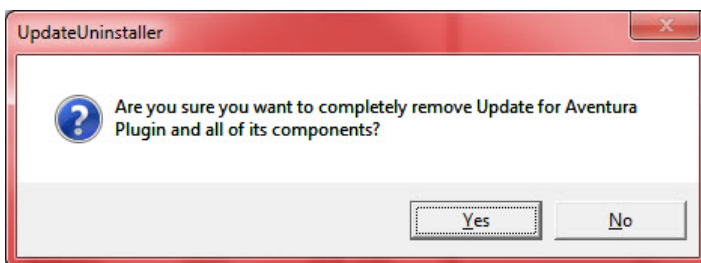 UpdateUninstaller
Are you sure you want to completely remove Update for Aventura
Plugin and all of its components?
Yes
No